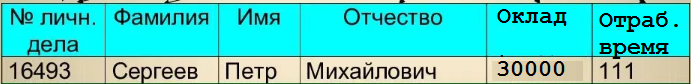 № личн. дела Фамилия Имя Отчество Оклад Отраб. время
16493 Сергеев Петр Михайлович 30000 111